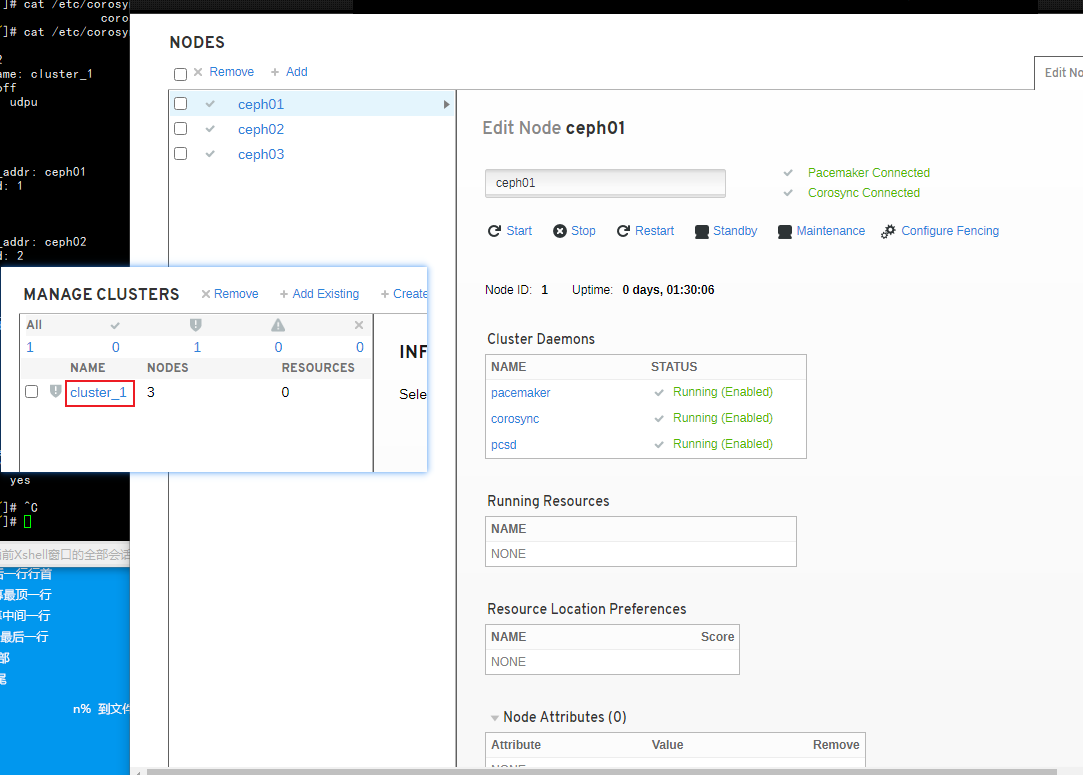 ]# cat /etc/corosy
coro
]# cat /etc/corosy
2
ame: cluster_1
off
udpu
_addr: ceph01
d: 1
_addr: ceph02
d: 2
yes
]# ^C
]#
前Xshell窗口的全部会话
后一行行首
幕最顶一行
幕中间一行
最后一行
部
尾
n% 到文件
NODES
Remove
Add
ceph01
ceph02
ceph03
MANAGE CLUSTERS Remove Add Existing Create
All
1 0 1 0 0
NAME NODES RESOURCES
cluster_1 3 0
INF
Sele
Edit No
Edit Node ceph01
ceph01
Pacemaker Connected
Corosync Connected
Start Stop Restart Standby Maintenance Configure Fencing
Node ID: 1 Uptime: 0 days, 01:30:06
Cluster Daemons
NAME STATUS
pacemaker Running (Enabled)
corosync Running (Enabled)
pcsd Running (Enabled)
Running Resources
NAME
NONE
Resource Location Preferences
NAME Score
NONE
Node Attributes (0)
Attribute Value Remove
NONE